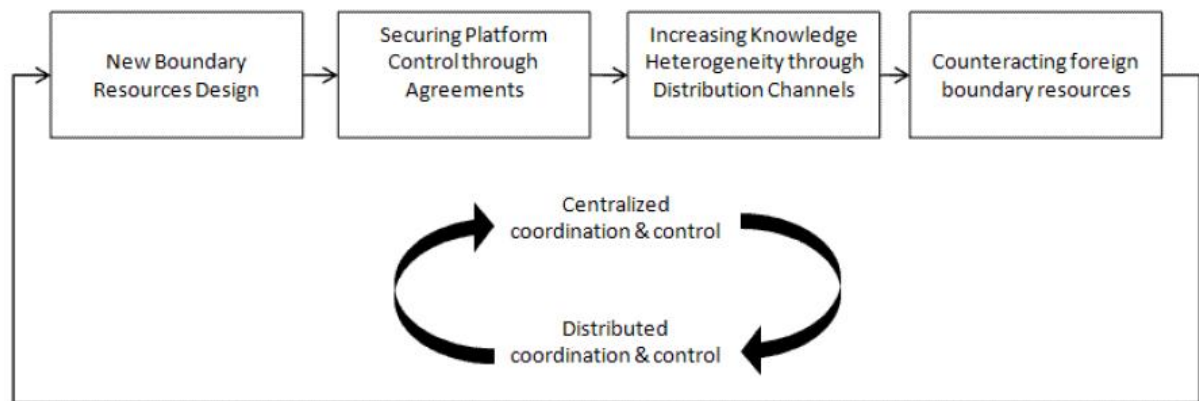 New Boundary
Resources Design
Securing Platform
Control through
Agreements
Increasing Knowledge
Heterogeneity through
Distribution Channels
Counteracting foreign
boundary resources
Centralized
coordination & control
Distributed
coordination & control